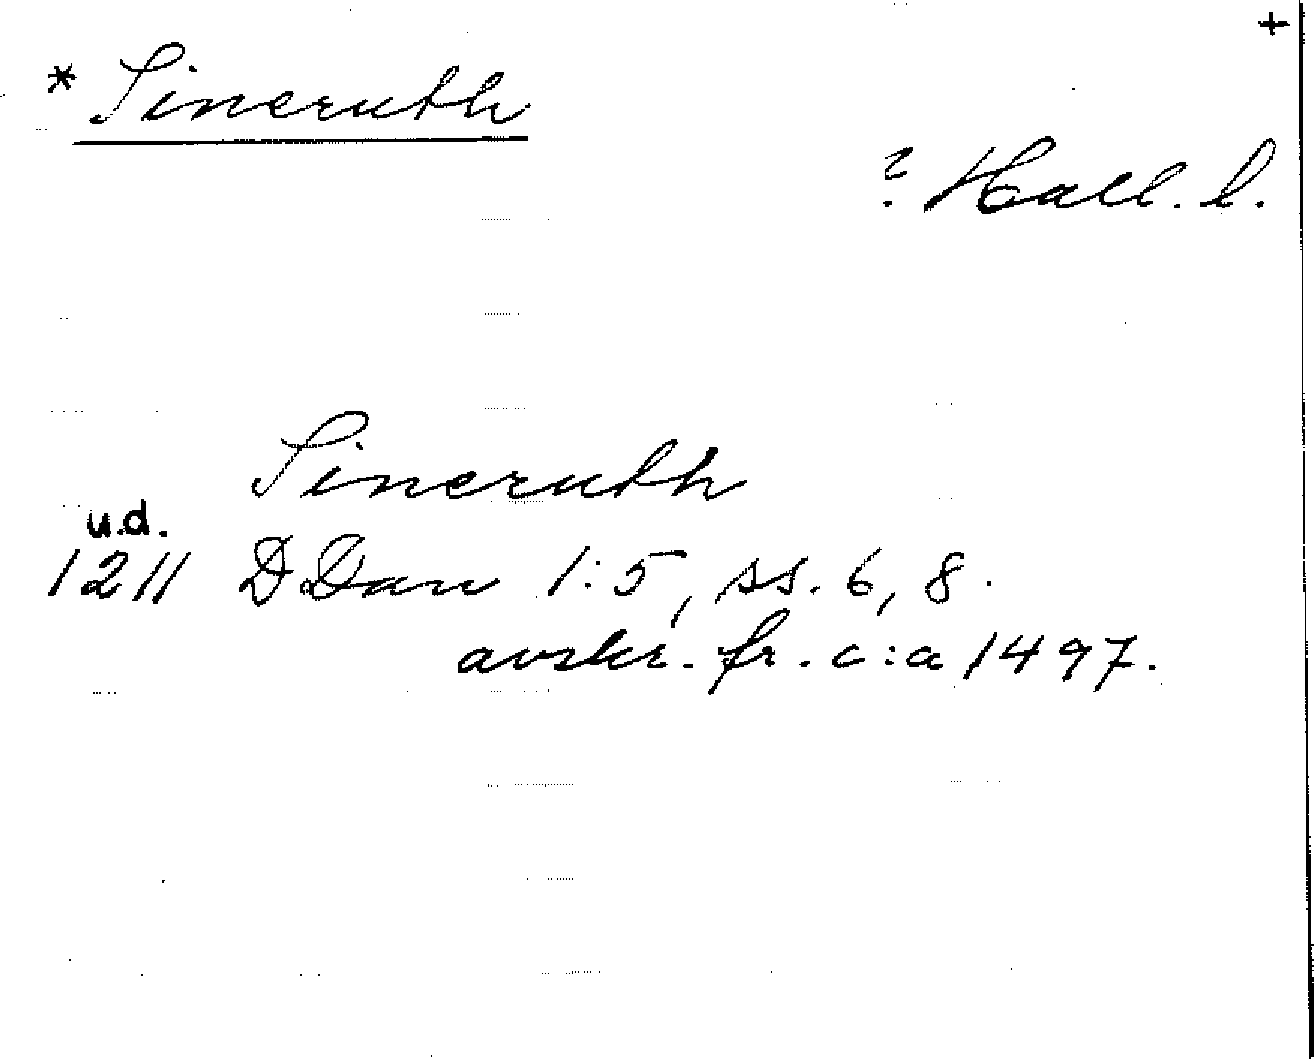 +
* Sineruth
? Hall. l.
Sineruth
u.d.
1211 DDan 1:5, ss. 6, 8.
avskr. fr. c:a 1497.